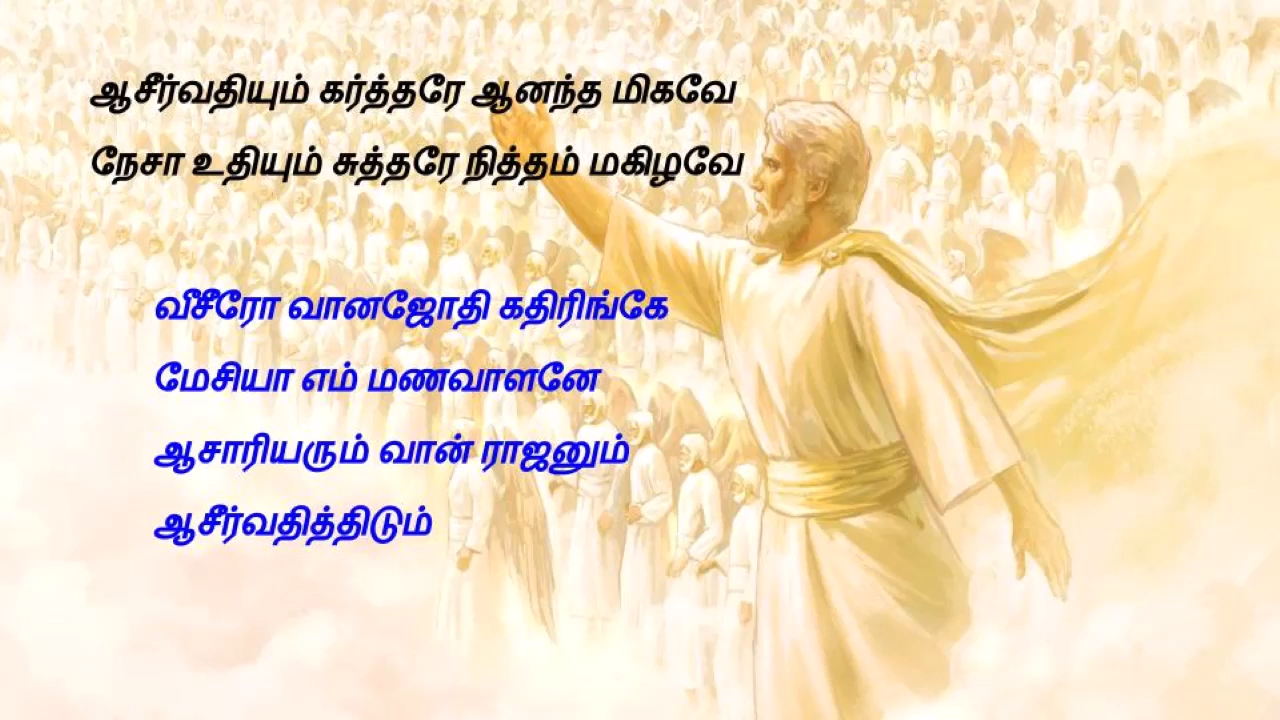 ஆசீர்வதியும் கர்த்தரே ஆனந்த மிகவே
நேசா உதியும் சுத்தரே நித்தம் மகிழவே
வீசீரோ வானஜோதி கதிரிங்கே
மேசியா எம் மணவாளனே
ஆசாரியரும் வான் ராஜனும்
ஆசீர்வதித்திடும்